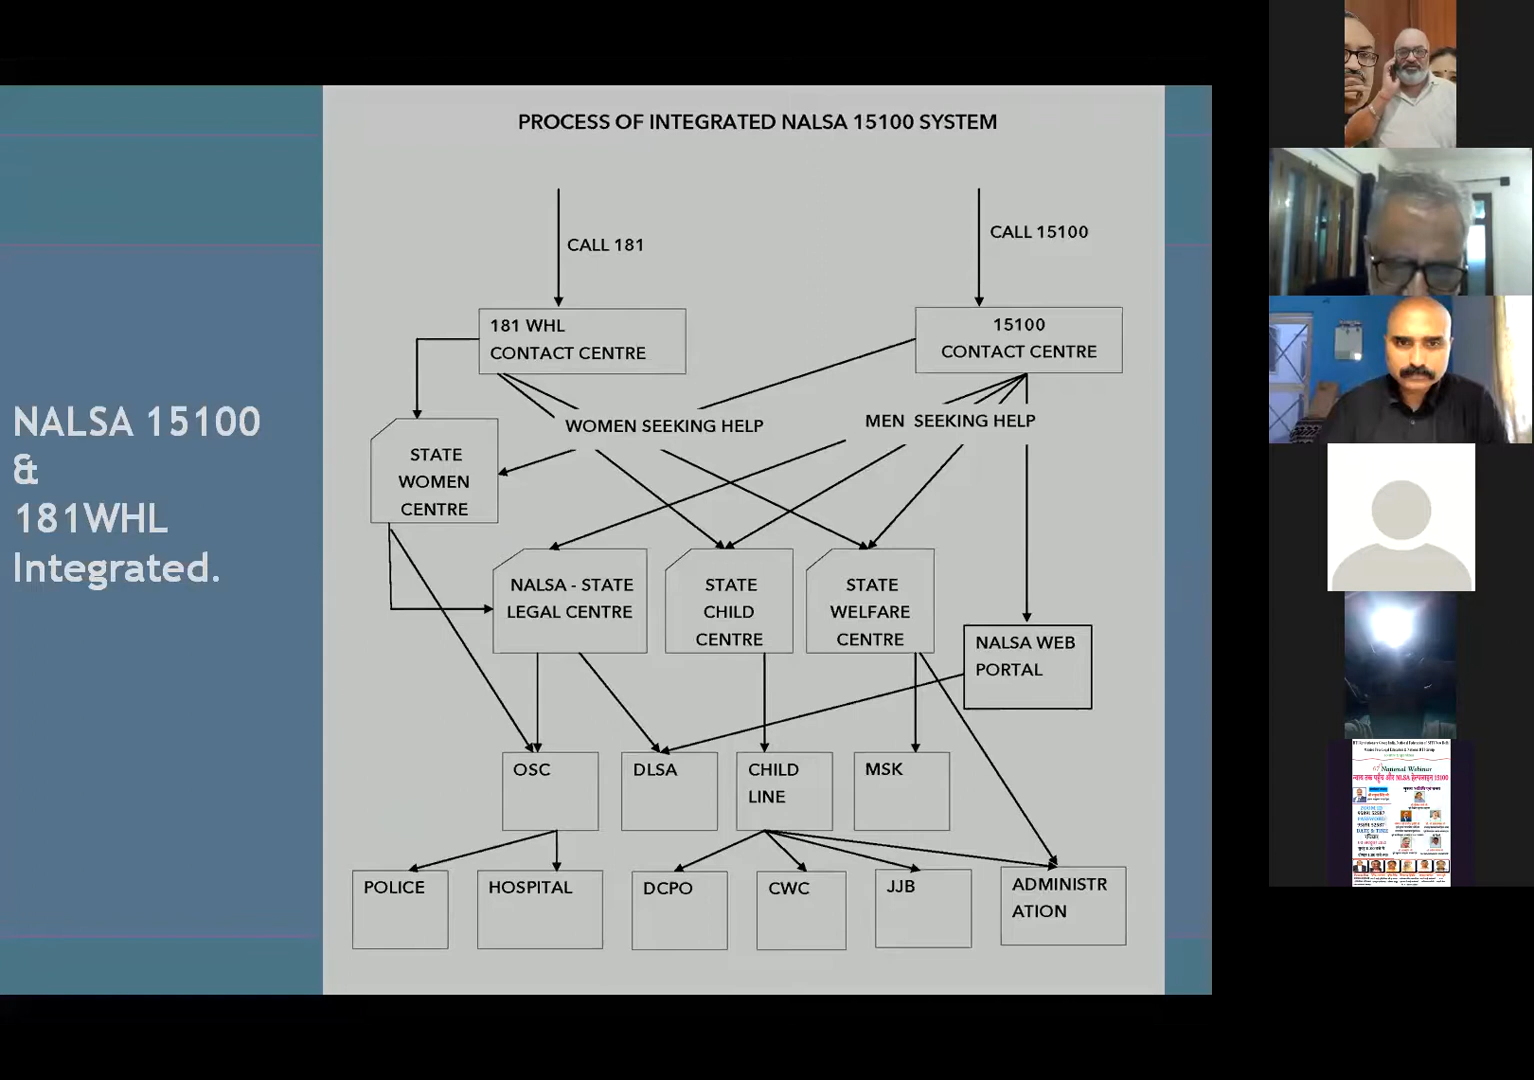 PROCESS OF INTEGRATED NALSA 15100 SYSTEM
CALL 181
CALL 15100
181 WHL
CONTACT CENTRE
15100
CONTACT CENTRE
WOMEN SEEKING HELP
MEN SEEKING HELP
STATE
WOMEN
CENTRE
NALSA - STATE
LEGAL CENTRE
STATE
CHILD
CENTRE
STATE
WELFARE
CENTRE
NALSA WEB
PORTAL
OSC
DLSA
CHILD
LINE
MSK
POLICE
HOSPITAL
DCPO
CWC
JJB
ADMINISTR
ATION
NALSA 15100
&
181WHL
Integrated.
National Webinar